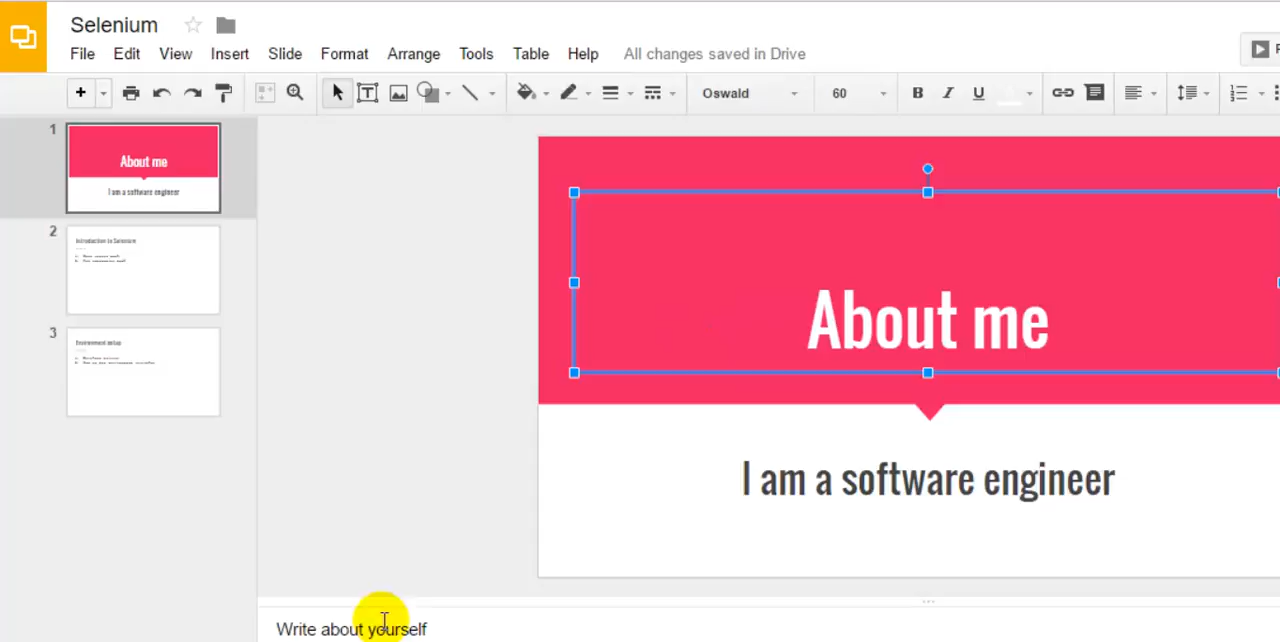 Selenium
File Edit View Insert Slide Format Arrange Tools Table Help All changes saved in Drive
Oswald 60 B I U
1
About me
I am a software engineer
2
Introduction to Selenium
3
Environment setup
About me
I am a software engineer
Write about yourself